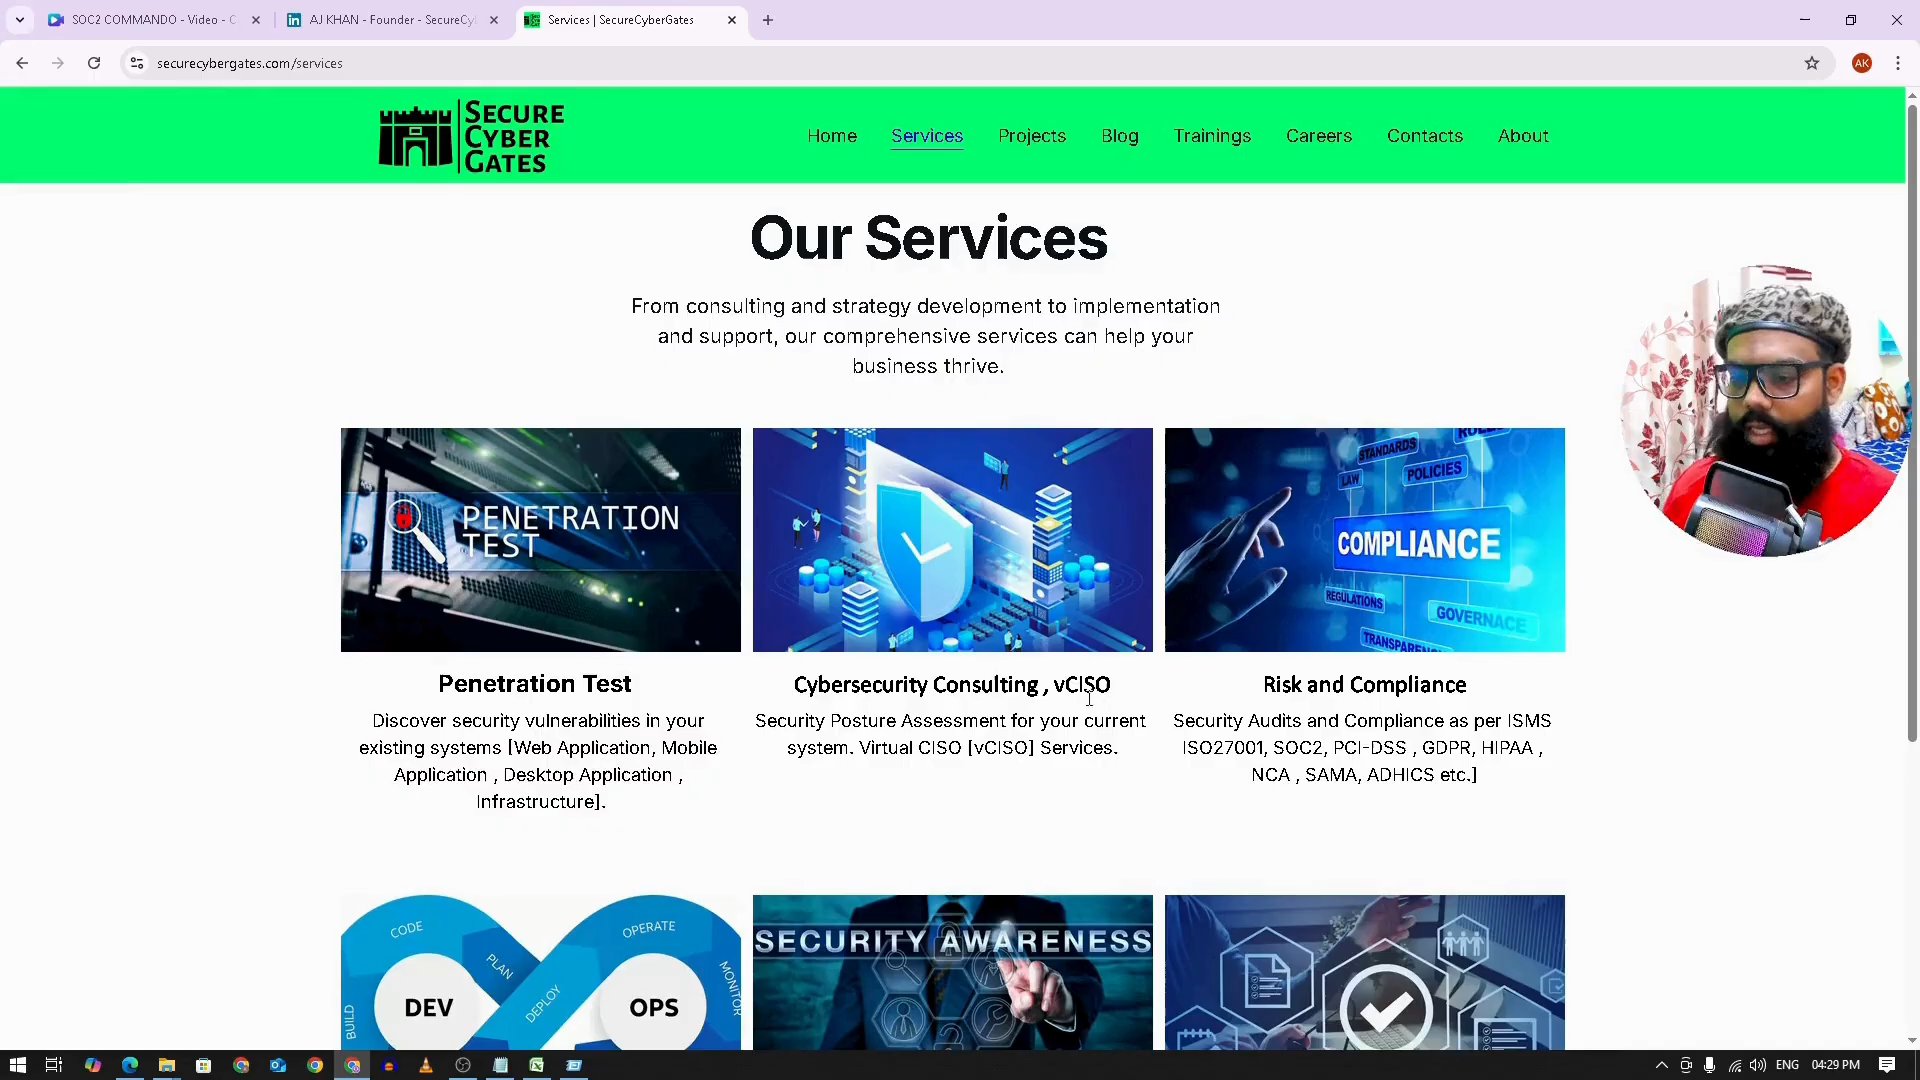 SOC2 COMMANDO - Video - C
AJ KHAN - Founder - SecureCy
Services | SecureCyberGates
securecybergates.com/services
AK
SECURE
CYBER
GATES
Home
Services
Projects
Blog
Trainings
Careers
Contacts
About
Our Services
From consulting and strategy development to implementation
and support, our comprehensive services can help your
business thrive.
PENETRATION
TEST
STANDARDS
RULES
LAW
POLICIES
COMPLIANCE
REGULATIONS
GOVERNACE
TRANSPARENCY
Penetration Test
Discover security vulnerabilities in your
existing systems [Web Application, Mobile
Application , Desktop Application ,
Infrastructure].
Cybersecurity Consulting , vCISO
Security Posture Assessment for your current
system. Virtual CISO [vCISO] Services.
Risk and Compliance
Security Audits and Compliance as per ISMS
ISO27001, SOC2, PCI-DSS , GDPR, HIPAA ,
NCA , SAMA, ADHICS etc.]
CODE
PLAN
BUILD
DEV
DEPLOY
OPERATE
OPS
MONITOR
SECURITY AWARENESS
ENG
04:29 PM